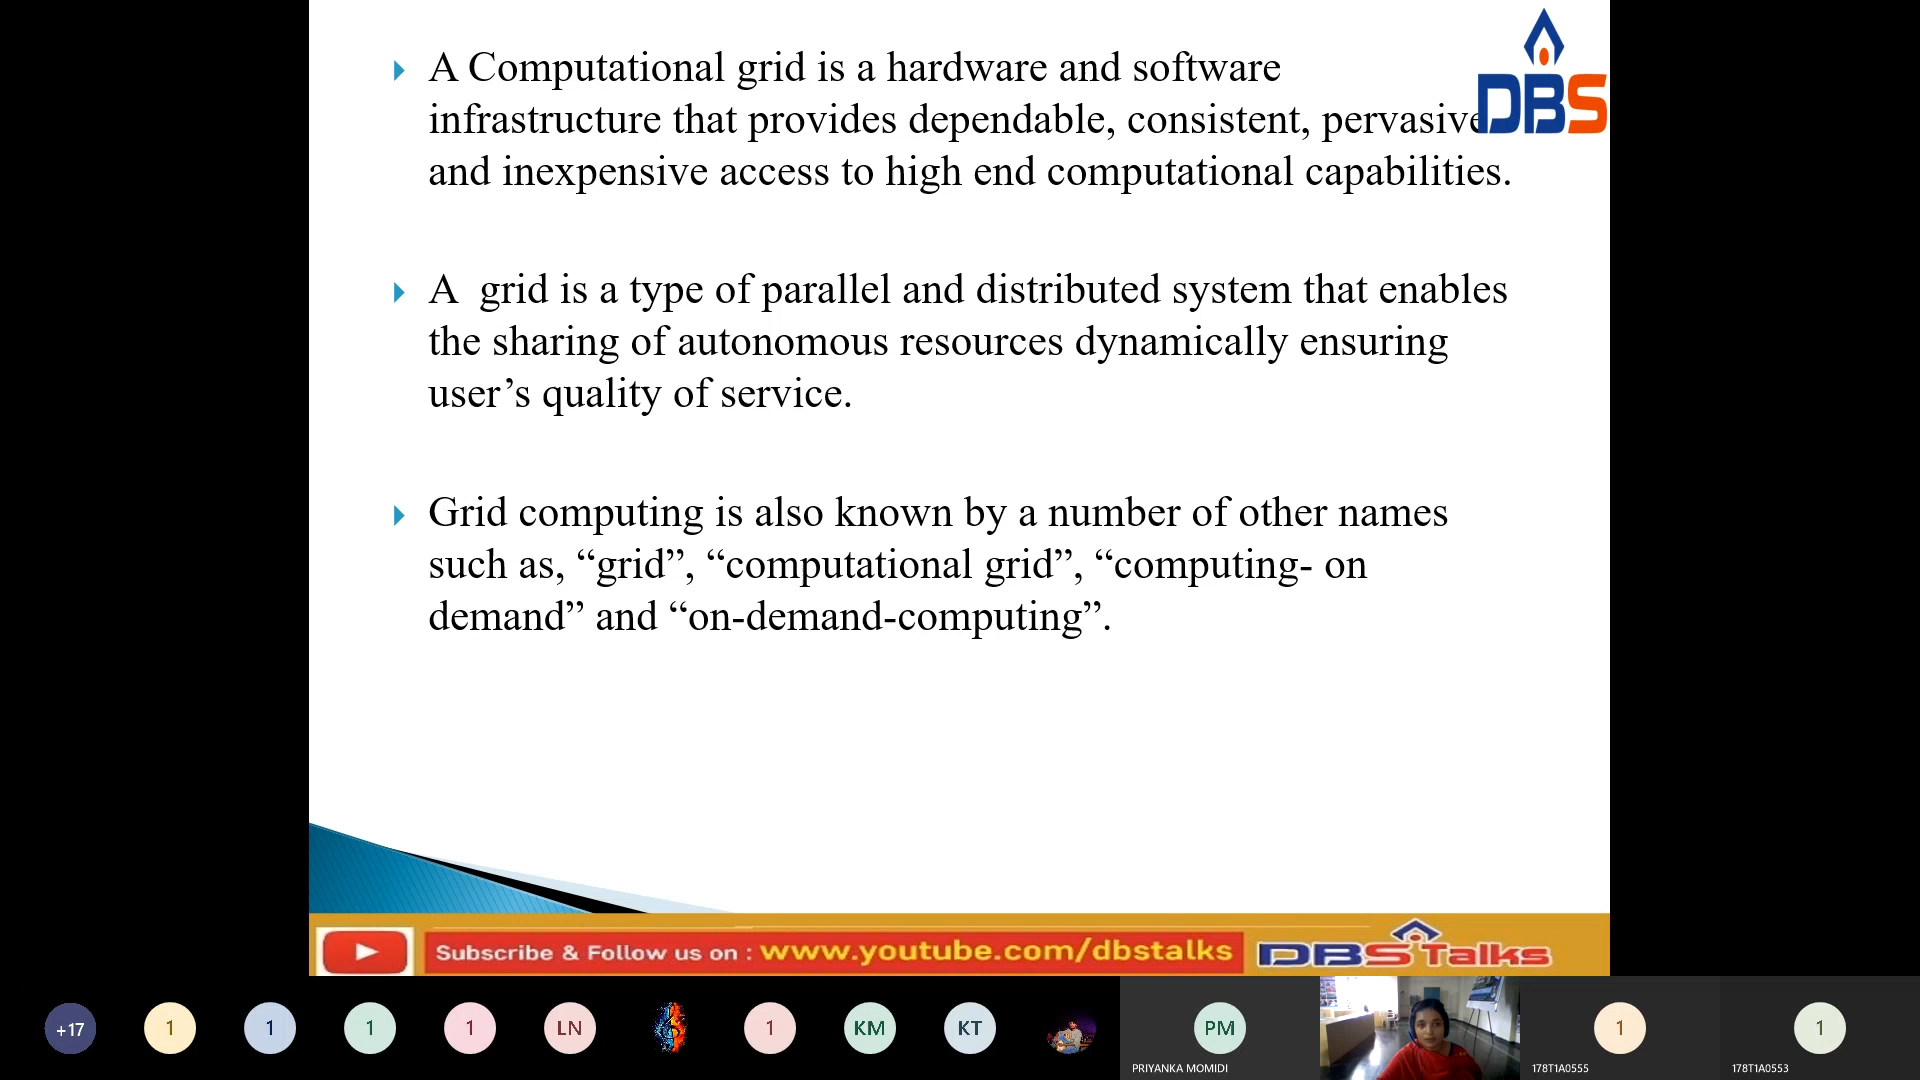 A Computational grid is a hardware and software
infrastructure that provides dependable, consistent, pervasive
and inexpensive access to high end computational capabilities.
DBS
A grid is a type of parallel and distributed system that enables
the sharing of autonomous resources dynamically ensuring
user’s quality of service.
Grid computing is also known by a number of other names
such as, “grid”, “computational grid”, “computing- on
demand” and “on-demand-computing”.
Subscribe & Follow us on : www.youtube.com/dbstalks
DBS Talks
+17
1
1
1
1
LN
1
KM
KT
PM
PRIYANKA MOMIDI
1
178T1A0555
1
178T1A0553